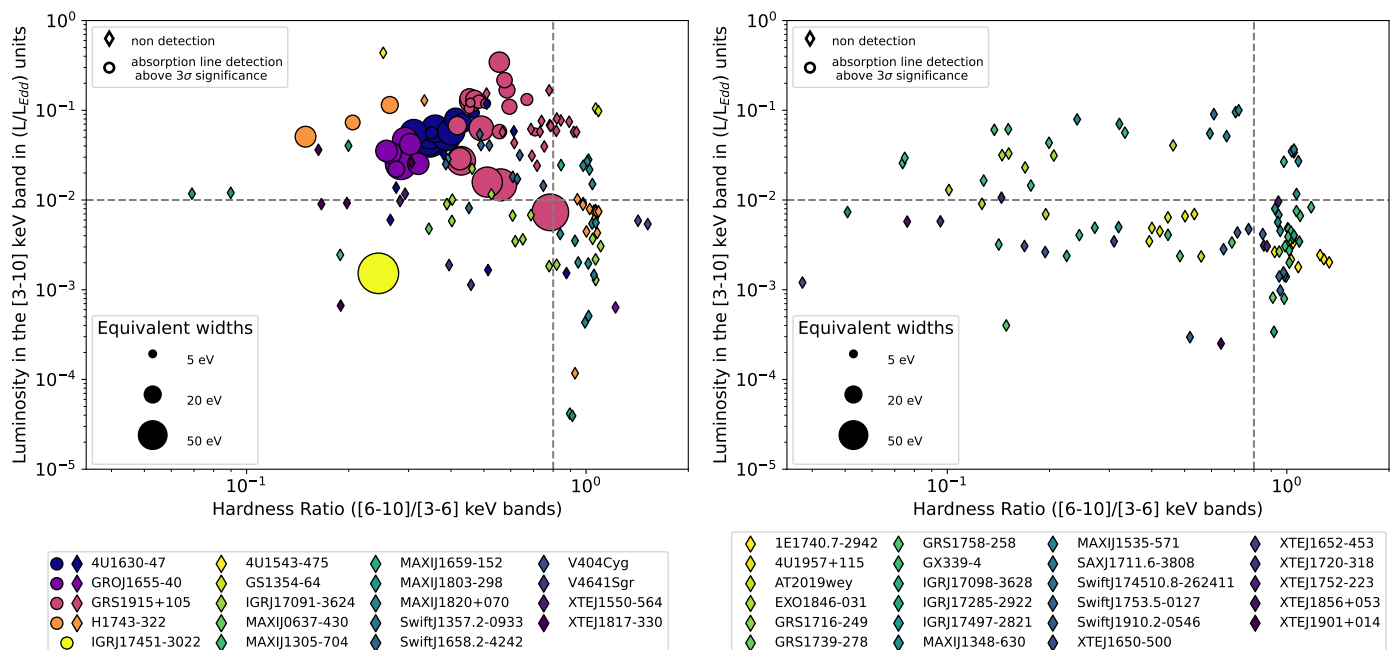 10^0
10^-1
10^-2
10^-3
10^-4
10^-5
Luminosity in the [3-10] keV band in (L/L_Edd) units
non detection
absorption line detection
above 3σ significance
Equivalent widths
5 eV
20 eV
50 eV
10^-1
10^0
Hardness Ratio ([6-10]/[3-6] keV bands)
4U1630-47
GROJ1655-40
GRS1915+105
H1743-322
IGRJ17451-3022
4U1543-475
GS1354-64
IGRJ17091-3624
MAXIJ0637-430
MAXIJ1305-704
MAXIJ1659-152
MAXIJ1803-298
MAXIJ1820+070
SwiftJ1357.2-0933
SwiftJ1658.2-4242
V404Cyg
V4641Sgr
XTEJ1550-564
XTEJ1817-330
10^0
10^-1
10^-2
10^-3
10^-4
10^-5
Luminosity in the [3-10] keV band in (L/L_Edd) units
non detection
absorption line detection
above 3σ significance
Equivalent widths
5 eV
20 eV
50 eV
10^-1
10^0
Hardness Ratio ([6-10]/[3-6] keV bands)
1E1740.7-2942
4U1957+115
AT2019wey
EXO1846-031
GRS1716-249
GRS1739-278
GRS1758-258
GX339-4
IGRJ17098-3628
IGRJ17285-2922
IGRJ17497-2821
MAXIJ1348-630
MAXIJ1535-571
SAXJ1711.6-3808
SwiftJ174510.8-262411
SwiftJ1753.5-0127
SwiftJ1910.2-0546
XTEJ1650-500
XTEJ1652-453
XTEJ1720-318
XTEJ1752-223
XTEJ1856+053
XTEJ1901+014